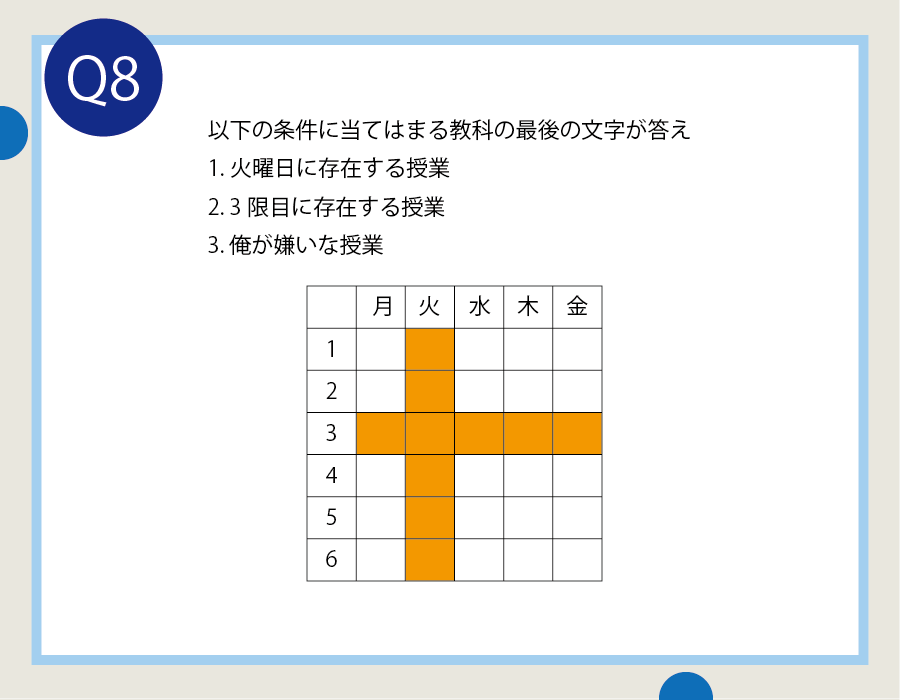 Q8
以下の条件に当てはまる教科の最後の文字が答え
1. 火曜日に存在する授業
2. 3 限目に存在する授業
3. 俺が嫌いな授業
月 火 水 木 金
1
2
3
4
5
6